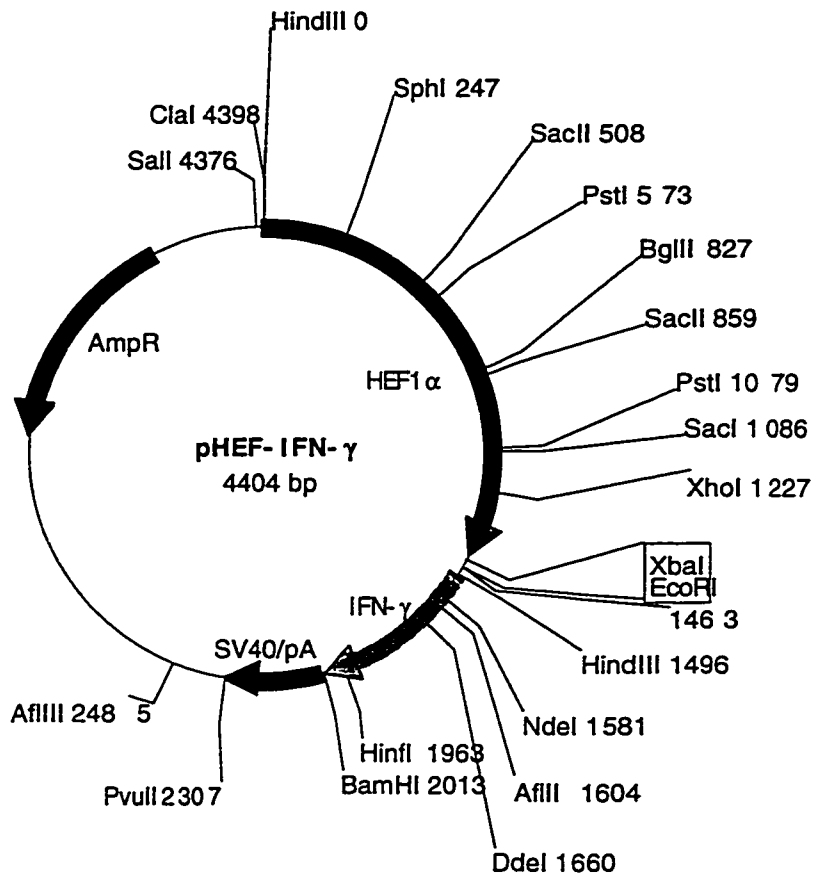 HindIII 0
SphI 247
ClaI 4398
SalI 4376
SacII 508
PstI 5 73
BglII 827
SacII 859
AmpR
HEF1α
PstI 10 79
SacI 1 086
pHEF-IFN-γ
4404 bp
XhoI 1 227
XbaI
EcoRI
146 3
IFN-γ
SV40/pA
HindIII 1496
AflIII 248 5
NdeI 1581
HinfI 1963
BamHI 2013
PvuII 2307
AflII 1604
DdeI 1660